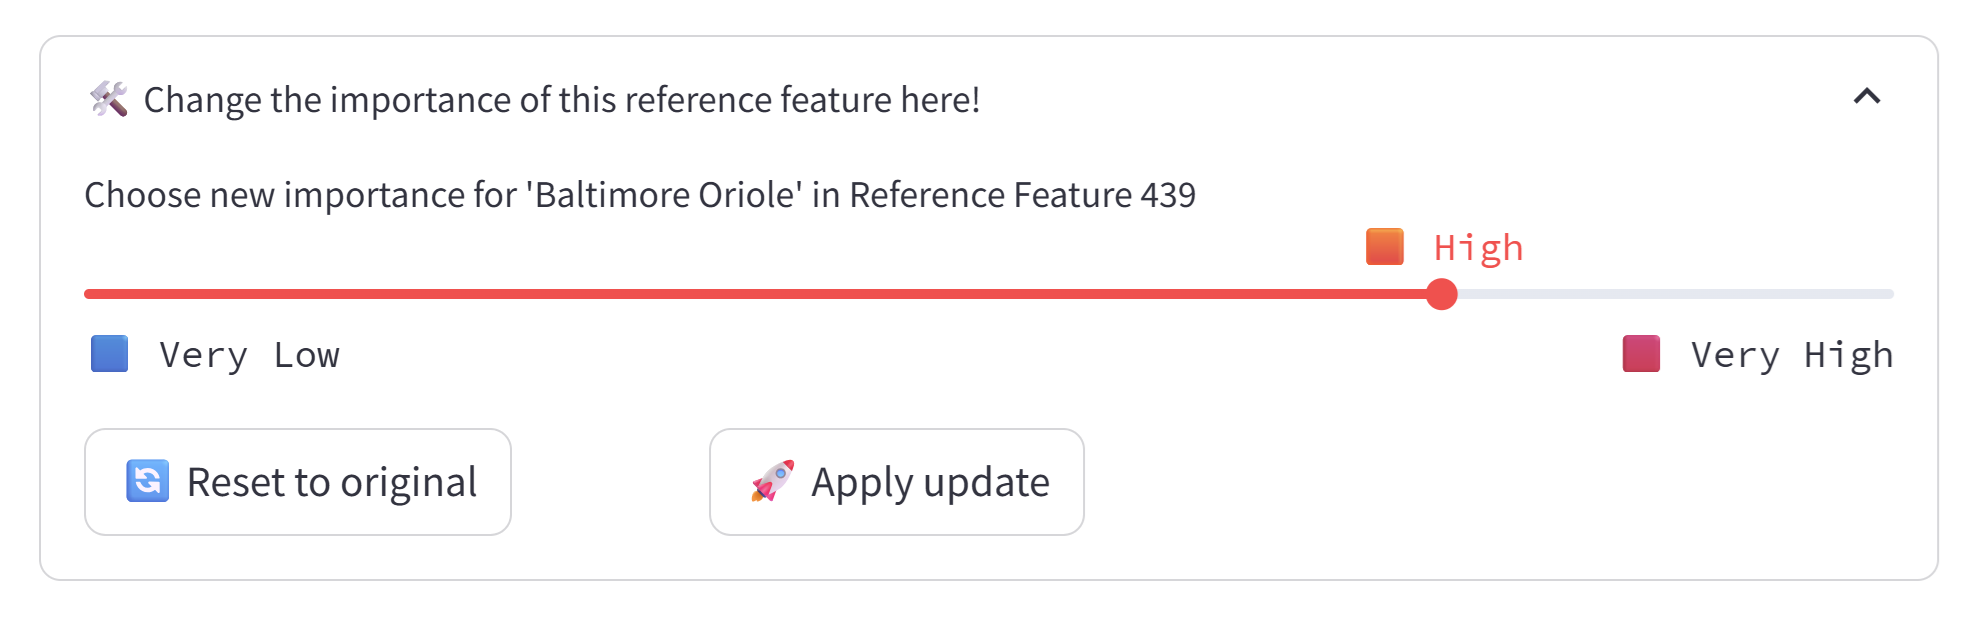 Change the importance of this reference feature here!
Choose new importance for 'Baltimore Oriole' in Reference Feature 439
High
Very Low
Very High
Reset to original
Apply update